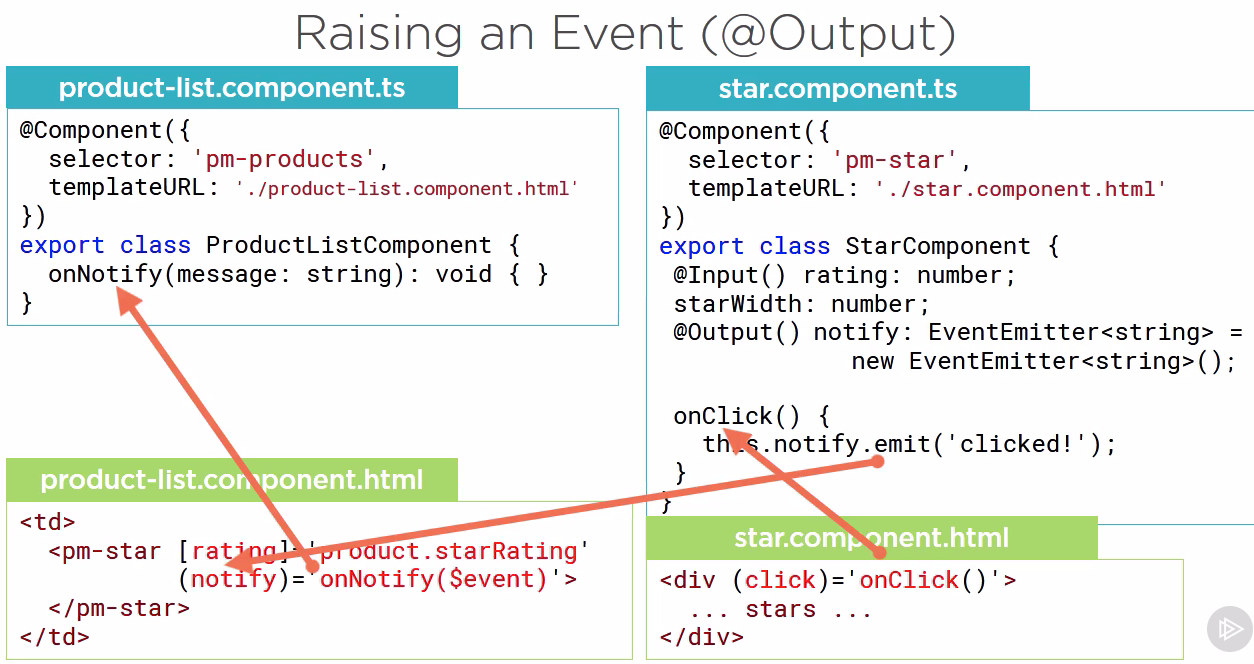 Raising an Event (@Output)
product-list.component.ts
@Component({
  selector: 'pm-products',
  templateURL: './product-list.component.html'
})
export class ProductListComponent {
  onNotify(message: string): void { }
}
product-list.component.html
<td>
  <pm-star [rating]='product.starRating'
           (notify)='onNotify($event)'>
  </pm-star>
</td>
star.component.ts
@Component({
  selector: 'pm-star',
  templateURL: './star.component.html'
})
export class StarComponent {
 @Input() rating: number;
 starWidth: number;
 @Output() notify: EventEmitter<string> =
             new EventEmitter<string>();
 onClick() {
   this.notify.emit('clicked!');
 }
}
star.component.html
<div (click)='onClick()'>
  ... stars ...
</div>